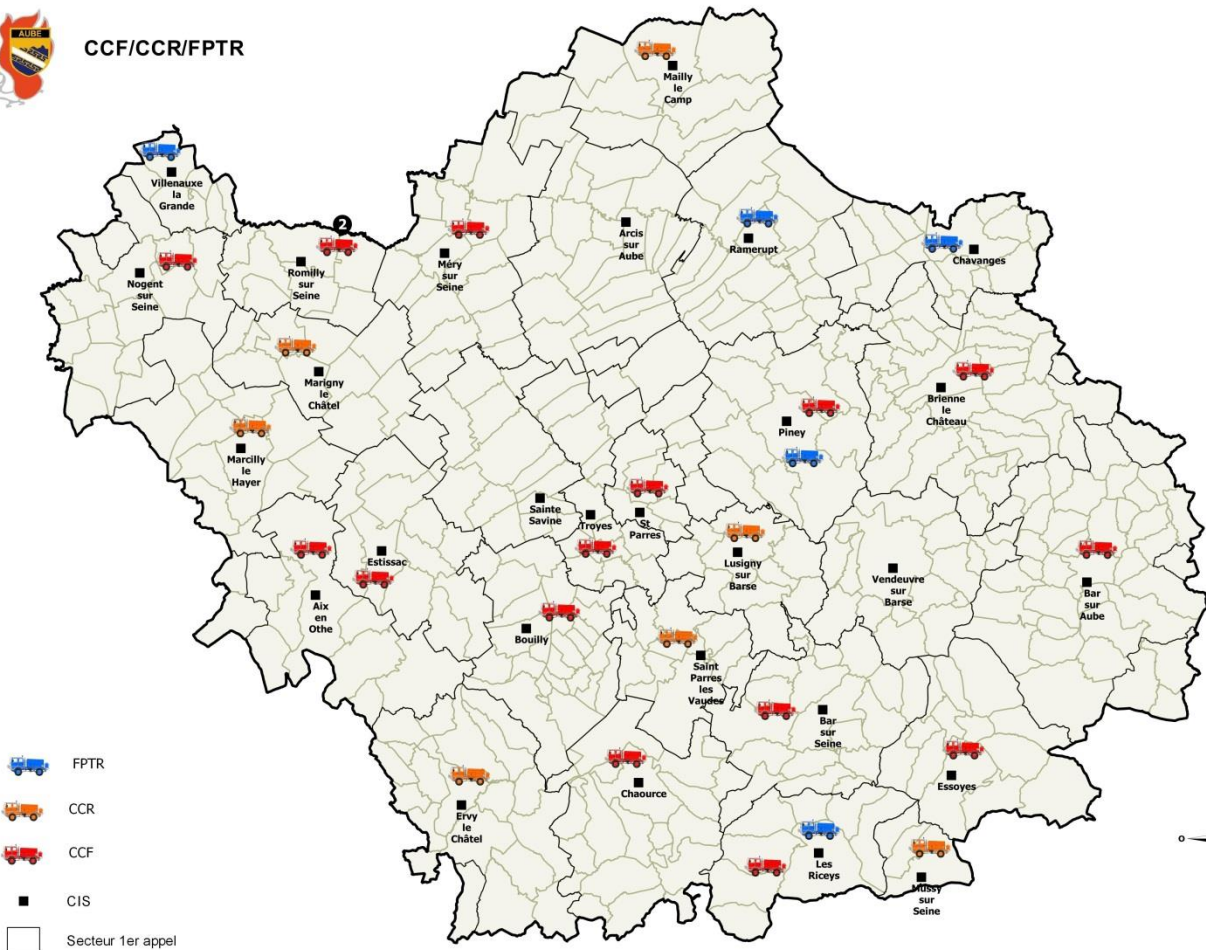 AUBE
CCF/CCR/FPTR
Mailly
le
Camp
Villenauxe
la
Grande
2
Nogent
sur
Seine
Romilly
sur
Seine
Méry
sur
Seine
Arcis
sur
Aube
Ramerupt
Chavanges
Marigny
le
Châtel
Brienne
le
Château
Piney
Marcilly
le
Hayer
Sainte
Savine
Troyes
St
Parres
Estissac
Lusigny
sur
Barse
Vendeuvre
sur
Barse
Bar
sur
Aube
Aix
en
Othe
Bouilly
Saint
Parres
les
Vaudes
Bar
sur
Seine
Chaource
Essoyes
Ervy
le
Châtel
Les
Riceys
Mussy
sur
Seine
O
FPTR
CCR
CCF
CIS
Secteur 1er appel